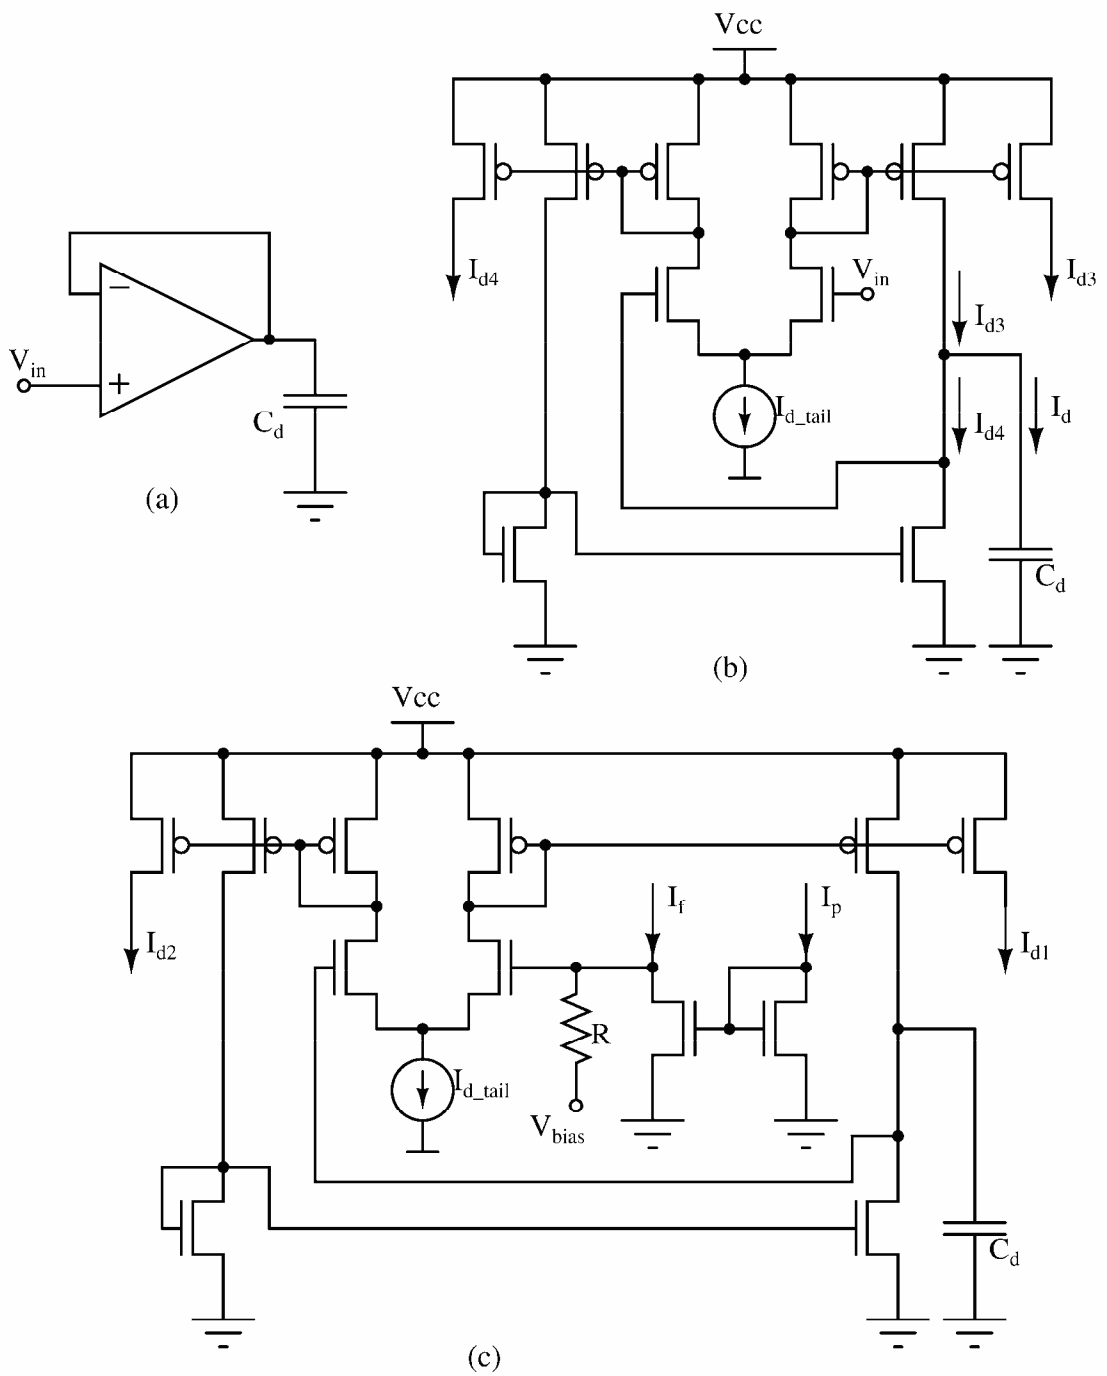 Vcc
V_in
I_d4
I_d3
V_in
I_d3
−
+
C_d
I_d_tail
I_d4
I_d
(a)
C_d
(b)
Vcc
I_f
I_p
I_d2
I_d1
R
I_d_tail
V_bias
C_d
(c)